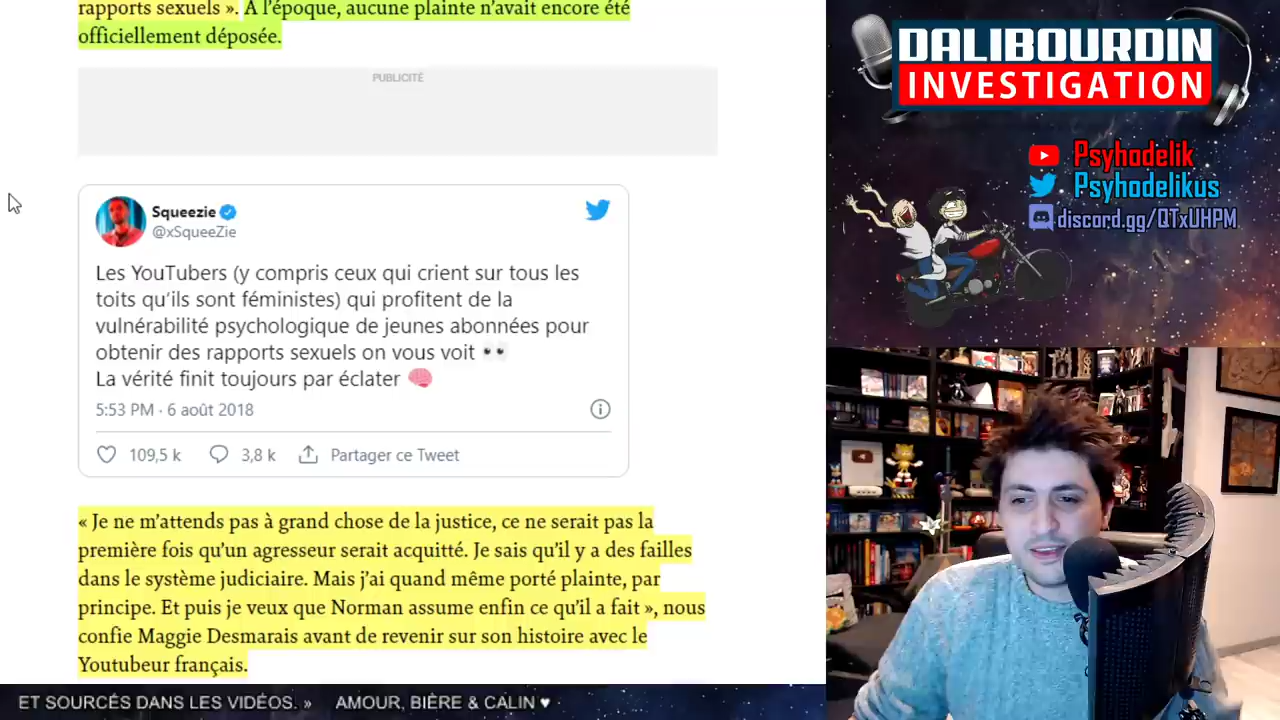 rapports sexuels ». À l'époque, aucune plainte n'avait encore été
officiellement déposée.
PUBLICITÉ
Squeezie
@xSqueeZie
Les YouTubers (y compris ceux qui crient sur tous les
toits qu'ils sont féministes) qui profitent de la
vulnérabilité psychologique de jeunes abonnées pour
obtenir des rapports sexuels on vous voit 👀
La vérité finit toujours par éclater 🧠
5:53 PM · 6 août 2018
109,5 k 3,8 k Partager ce Tweet
« Je ne m'attends pas à grand chose de la justice, ce ne serait pas la
première fois qu'un agresseur serait acquitté. Je sais qu'il y a des failles
dans le système judiciaire. Mais j'ai quand même porté plainte, par
principe. Et puis je veux que Norman assume enfin ce qu'il a fait », nous
confie Maggie Desmarais avant de revenir sur son histoire avec le
Youtubeur français.
DALIBOURDIN
INVESTIGATION
Psyhodelik
Psyhodelikus
discord.gg/QTxUHPM
ET SOURCÉS DANS LES VIDÉOS. » AMOUR, BIÈRE & CALIN ♥